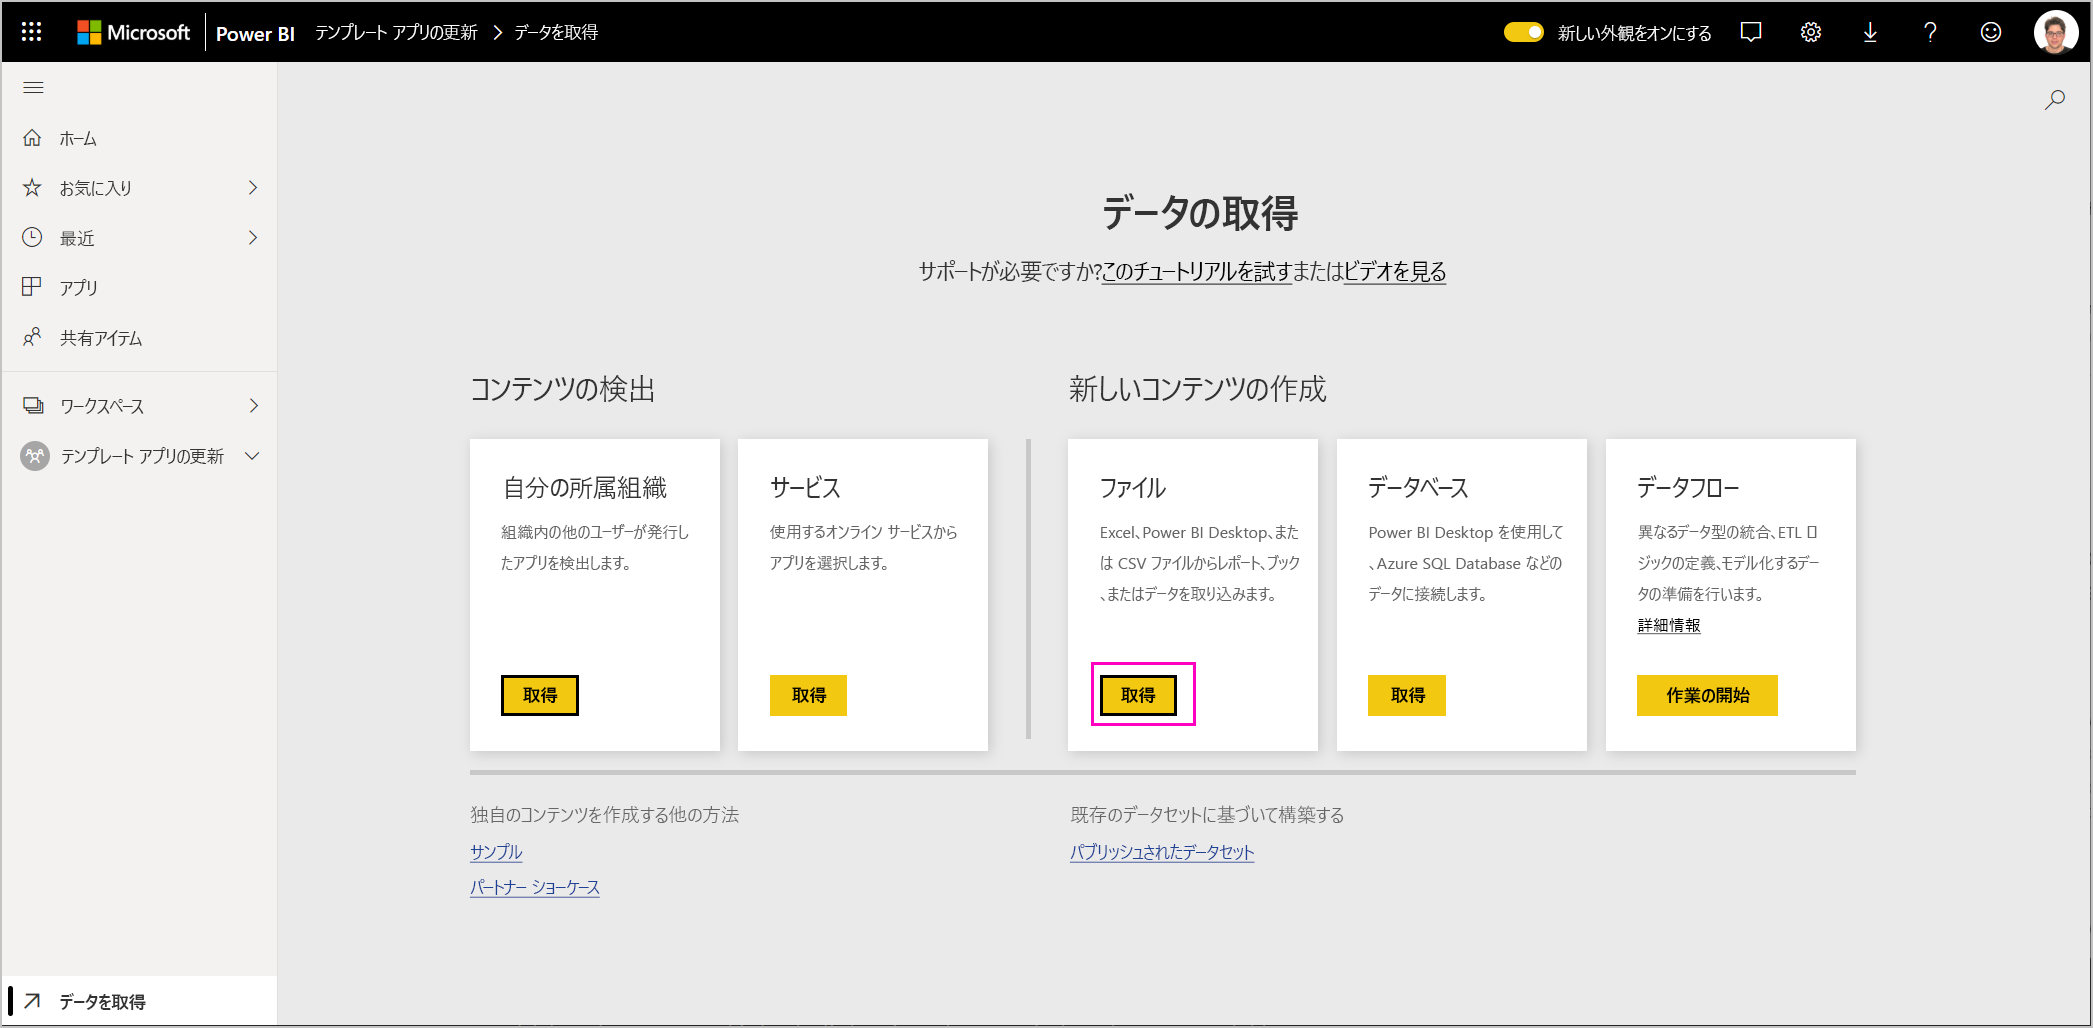 Microsoft
Power BI
テンプレート アプリの更新
データを取得
新しい外観をオンにする
ホーム
お気に入り
最近
アプリ
共有アイテム
ワークスペース
テンプレート アプリの更新
データを取得
データの取得
サポートが必要ですか?このチュートリアルを試すまたはビデオを見る
コンテンツの検出
自分の所属組織
組織内の他のユーザーが発行し
たアプリを検出します。
取得
サービス
使用するオンライン サービスから
アプリを選択します。
取得
新しいコンテンツの作成
ファイル
Excel、Power BI Desktop、また
は CSV ファイルからレポート、ブック
、またはデータを取り込みます。
取得
データベース
Power BI Desktop を使用して
、Azure SQL Database などの
データに接続します。
取得
データフロー
異なるデータ型の統合、ETL ロ
ジックの定義、モデル化するデー
タの準備を行います。
詳細情報
作業の開始
独自のコンテンツを作成する他の方法
サンプル
パートナー ショーケース
既存のデータセットに基づいて構築する
パブリッシュされたデータセット